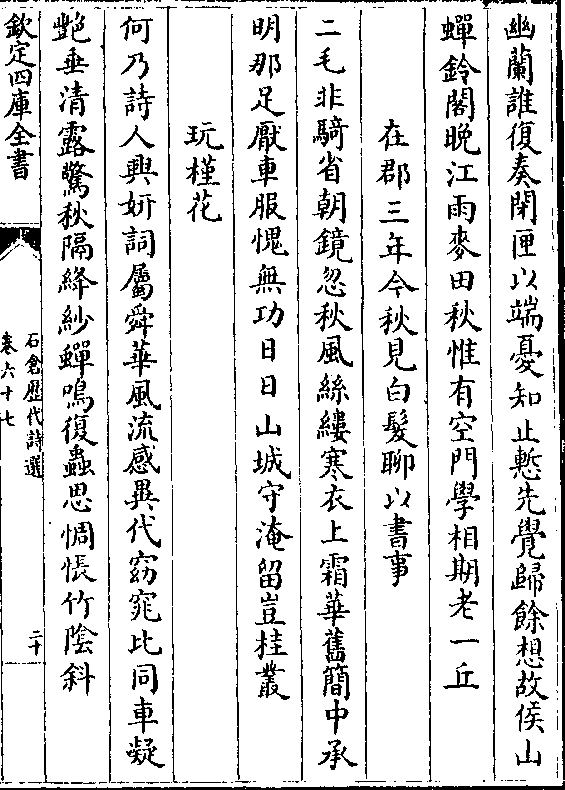 幽蘭誰復奏閉匣以端憂知止慙先覺歸餘想故侯山
蟬鈴閣晚江雨麥田秋惟有空門學相期老一丘
在郡三年今秋見白髮聊以書事
二毛非騎省朝鏡忽秋風絲縷寒衣上霜華舊簡中承
明那足厭車服愧無功日日山城守淹留豈桂叢
玩槿花
何乃詩人興妍詞屬舜華風流感異代窈窕比同車凝
艷垂清露驚秋隔絳紗蟬鳴復蟲思惆悵竹陰斜
欽定四庫全書
石倉歷代詩選
卷六十七
二十